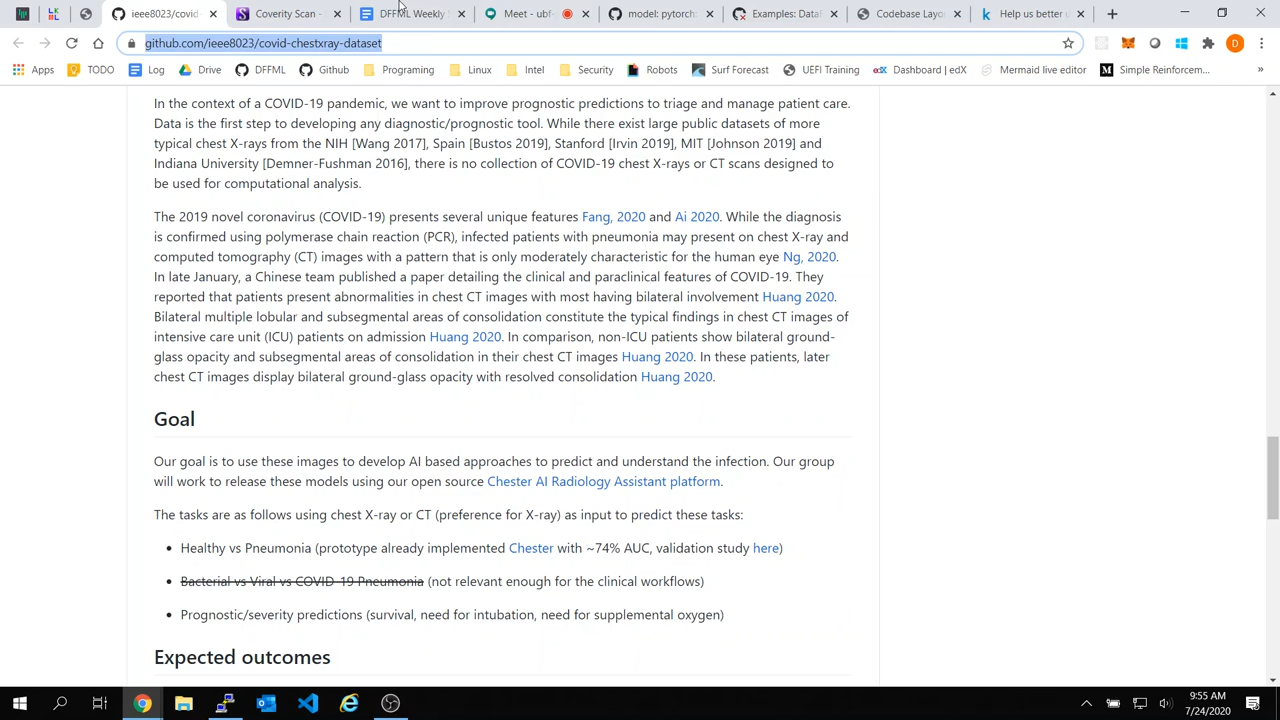 ieee8023/covid-
Coverity Scan -
DFFML Weekly
Meet - ubf-
model: pytorch:
Examples: Data
Codebase Layo
Help us better u
github.com/ieee8023/covid-chestxray-dataset
D
Apps
TODO
Log
Drive
DFFML
Github
Programing
Linux
Intel
Security
Robots
Surf Forecast
UEFI Training
Dashboard | edX
Mermaid live editor
Simple Reinforcem...
»
In the context of a COVID-19 pandemic, we want to improve prognostic predictions to triage and manage patient care.
Data is the first step to developing any diagnostic/prognostic tool. While there exist large public datasets of more
typical chest X-rays from the NIH [Wang 2017], Spain [Bustos 2019], Stanford [Irvin 2019], MIT [Johnson 2019] and
Indiana University [Demner-Fushman 2016], there is no collection of COVID-19 chest X-rays or CT scans designed to
be used for computational analysis.
The 2019 novel coronavirus (COVID-19) presents several unique features Fang, 2020 and Ai 2020. While the diagnosis
is confirmed using polymerase chain reaction (PCR), infected patients with pneumonia may present on chest X-ray and
computed tomography (CT) images with a pattern that is only moderately characteristic for the human eye Ng, 2020.
In late January, a Chinese team published a paper detailing the clinical and paraclinical features of COVID-19. They
reported that patients present abnormalities in chest CT images with most having bilateral involvement Huang 2020.
Bilateral multiple lobular and subsegmental areas of consolidation constitute the typical findings in chest CT images of
intensive care unit (ICU) patients on admission Huang 2020. In comparison, non-ICU patients show bilateral ground-
glass opacity and subsegmental areas of consolidation in their chest CT images Huang 2020. In these patients, later
chest CT images display bilateral ground-glass opacity with resolved consolidation Huang 2020.
Goal
Our goal is to use these images to develop AI based approaches to predict and understand the infection. Our group
will work to release these models using our open source Chester AI Radiology Assistant platform.
The tasks are as follows using chest X-ray or CT (preference for X-ray) as input to predict these tasks:
Healthy vs Pneumonia (prototype already implemented Chester with ~74% AUC, validation study here)
Bacterial vs Viral vs COVID-19 Pneumonia (not relevant enough for the clinical workflows)
Prognostic/severity predictions (survival, need for intubation, need for supplemental oxygen)
Expected outcomes
9:55 AM
7/24/2020